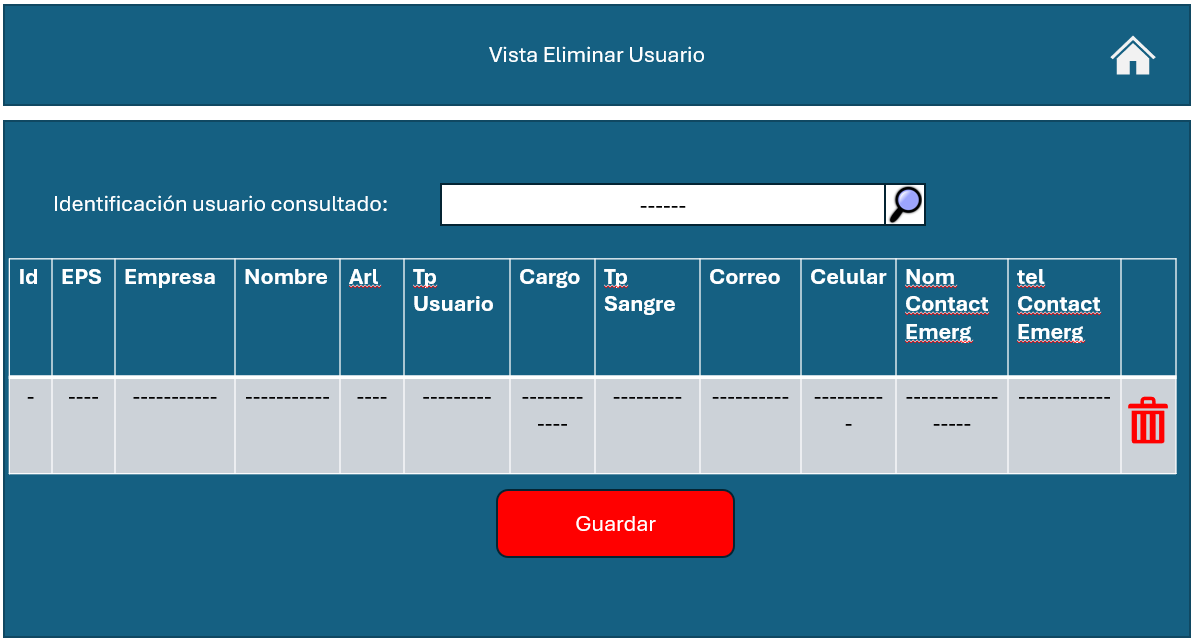 Vista Eliminar Usuario
Identificación usuario consultado:
------
Id
EPS
Empresa
Nombre
Arl
Tp
Usuario
Cargo
Tp
Sangre
Correo
Celular
Nom
Contact
Emerg
tel
Contact
Emerg
-
----
-----------
-----------
----
---------
--------
----
---------
----------
---------
-
------------
-----
------------
Guardar